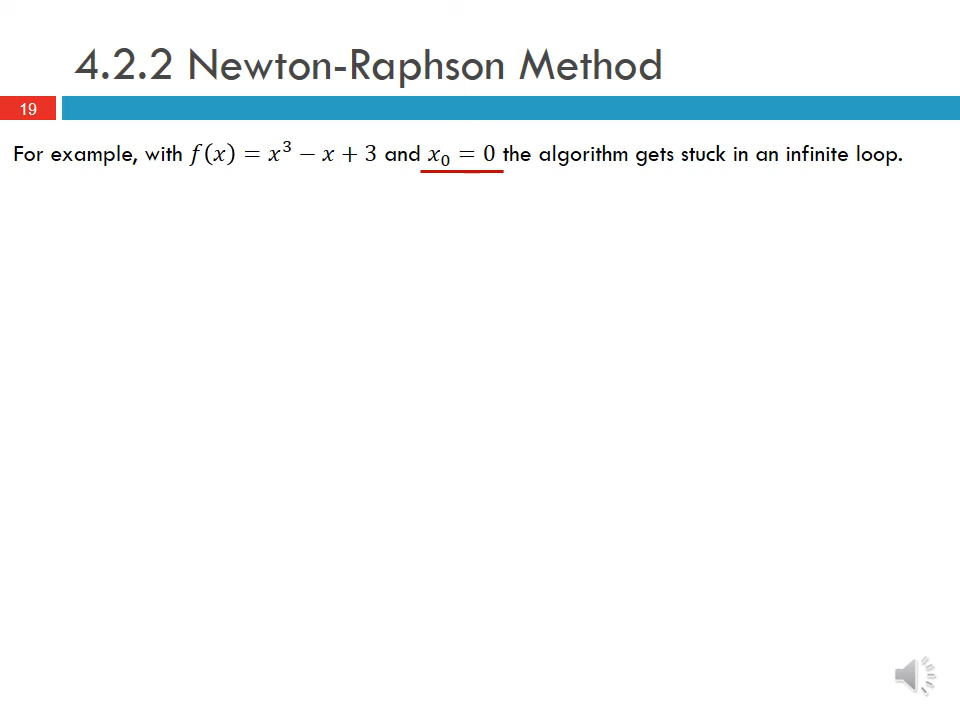 4.2.2 Newton-Raphson Method
19
For example, with f(x) = x³ − x + 3 and x₀ = 0 the algorithm gets stuck in an infinite loop.